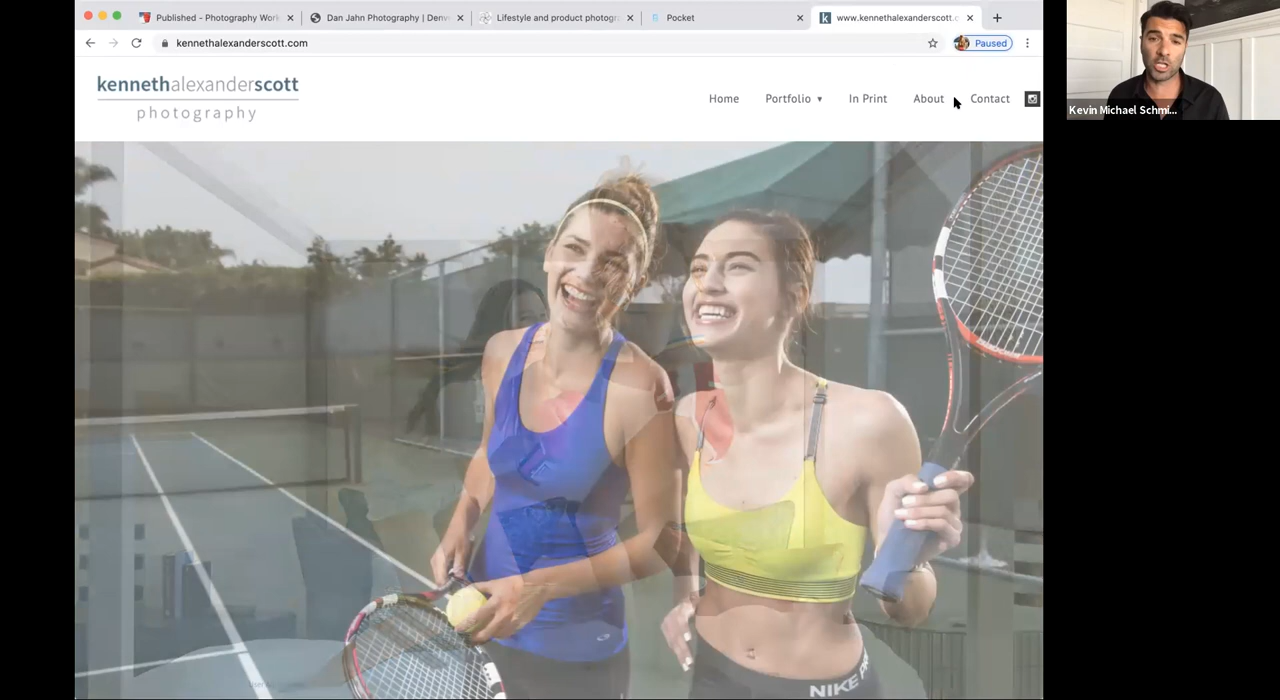 Published - Photography Work
Dan Jahn Photography | Denv
Lifestyle and product photogr
Pocket
www.kennethalexanderscott.c
kennethalexanderscott.com
Paused
kennethalexanderscott
photography
Home
Portfolio ▾
In Print
About
Contact
Kevin Michael Schmi...
NIKE PR